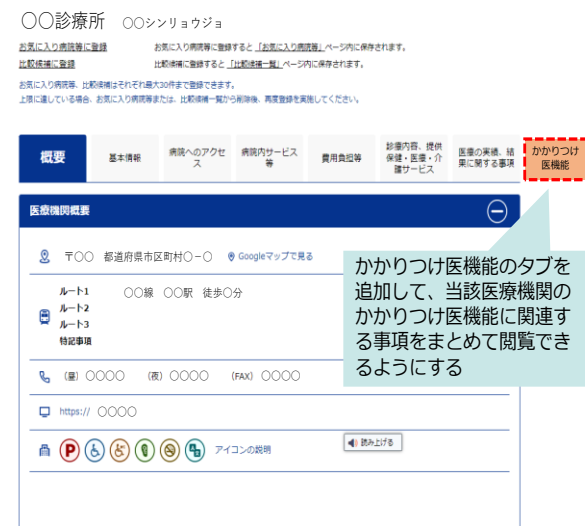 〇〇診療所 〇〇シンリョウジョ
お気に入り病院等に登録 お気に入り病院等に登録すると「お気に入り病院等」ページ内に保存されます。
比較候補に登録 比較候補に登録すると「比較候補一覧」ページ内に保存されます。
お気に入り病院等、比較候補はそれぞれ最大30件まで登録できます。
上限に達している場合、お気に入り病院等または、比較候補一覧から削除後、再度登録を実施してください。
概要
基本情報
病院へのアクセ
ス
病院内サービス
等
費用負担等
診療内容、提供
保健・医療・介
護サービス
医療の実績、結
果に関する事項
かかりつけ
医機能
医療機関概要
〒〇〇 都道府県市区町村〇－〇 Googleマップで見る
ルート1 〇〇線 〇〇駅 徒歩〇分
ルート2
ルート3
特記事項
(昼) 〇〇〇〇 (夜) 〇〇〇〇 (FAX) 〇〇〇〇
https:// 〇〇〇〇
P
アイコンの説明
読み上げる
かかりつけ医機能のタブを
追加して、当該医療機関の
かかりつけ医機能に関連す
る事項をまとめて閲覧でき
るようにする